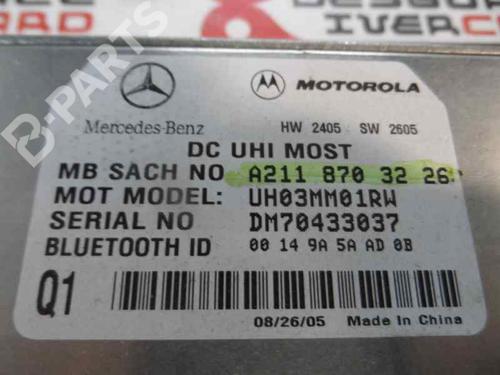 B-PARTS
IVERCAR
MOTOROLA
Mercedes-Benz
HW 2405 SW 2605
DC UHI MOST
MB SACH NO A211 870 32 26
MOT MODEL: UH03MM01RW
SERIAL NO DM70433037
BLUETOOTH ID 00 14 9A 5A AD 0B
Q1
08/26/05 Made In China